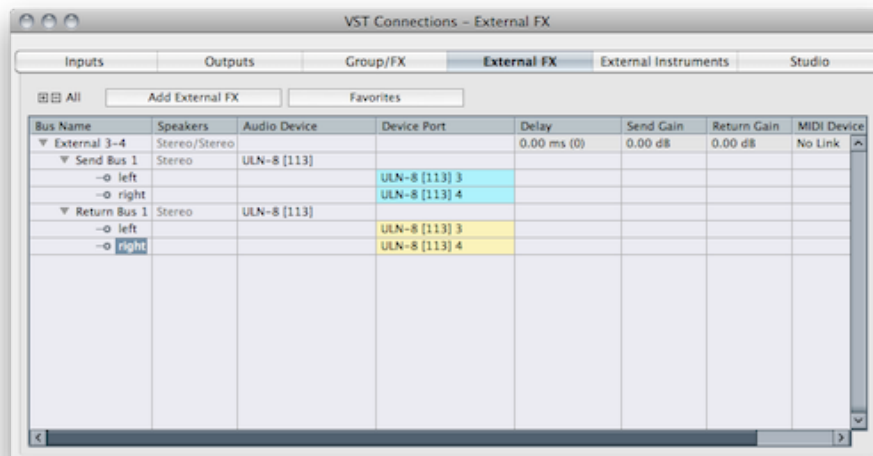 VST Connections - External FX
Inputs Outputs Group/FX External FX External Instruments Studio
All Add External FX Favorites
Bus Name Speakers Audio Device Device Port Delay Send Gain Return Gain MIDI Device
External 3-4 Stereo/Stereo 0.00 ms (0) 0.00 dB 0.00 dB No Link
Send Bus 1 Stereo ULN-8 [113]
left ULN-8 [113] 3
right ULN-8 [113] 4
Return Bus 1 Stereo ULN-8 [113]
left ULN-8 [113] 3
right ULN-8 [113] 4